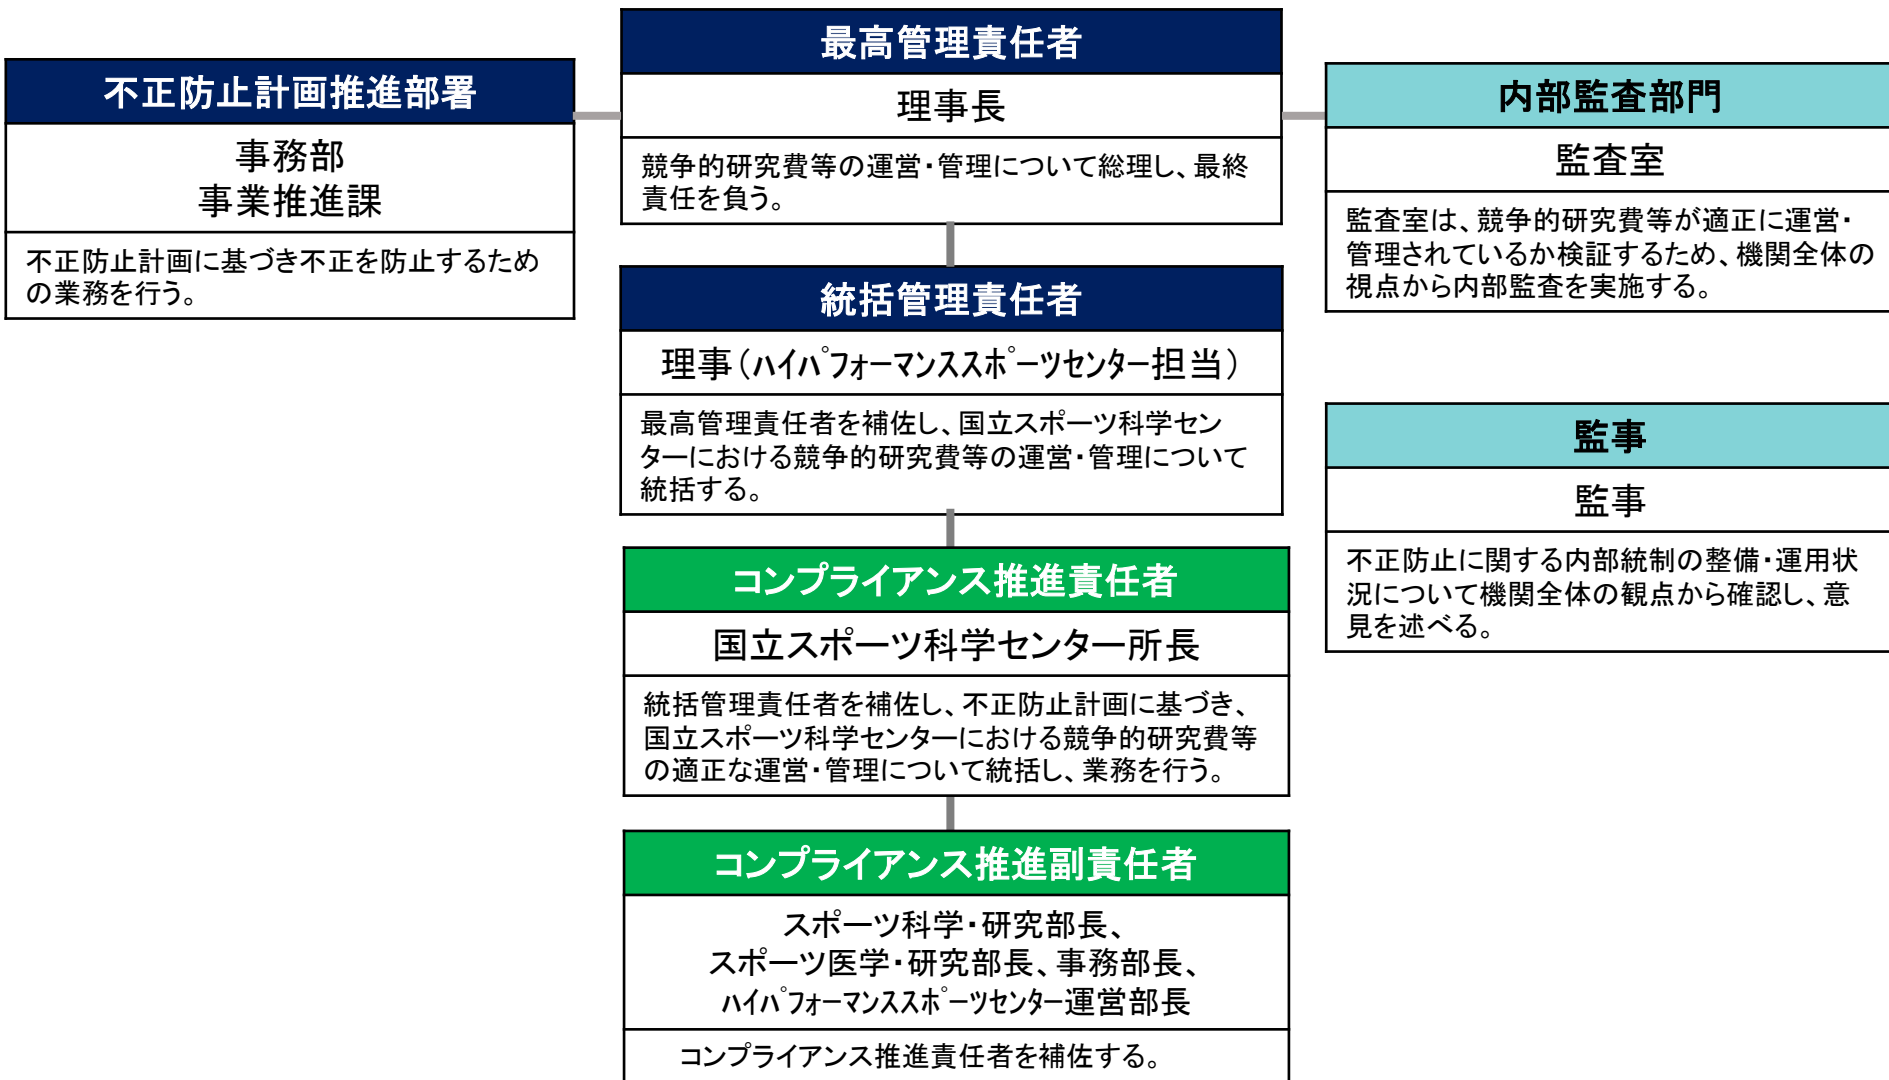 最高管理責任者
理事長
競争的研究費等の運営・管理について総理し、最終
責任を負う。
不正防止計画推進部署
事務部
事業推進課
不正防止計画に基づき不正を防止するため
の業務を行う。
内部監査部門
監査室
監査室は、競争的研究費等が適正に運営・
管理されているか検証するため、機関全体の
視点から内部監査を実施する。
統括管理責任者
理事（ﾊｲﾊﾟﾌｫｰﾏﾝｽｽﾎﾟｰﾂｾﾝﾀｰ担当）
最高管理責任者を補佐し、国立スポーツ科学セン
ターにおける競争的研究費等の運営・管理について
統括する。
監事
監事
不正防止に関する内部統制の整備・運用状
況について機関全体の観点から確認し、意
見を述べる。
コンプライアンス推進責任者
国立スポーツ科学センター所長
統括管理責任者を補佐し、不正防止計画に基づき、
国立スポーツ科学センターにおける競争的研究費等
の適正な運営・管理について統括し、業務を行う。
コンプライアンス推進副責任者
スポーツ科学・研究部長、
スポーツ医学・研究部長、事務部長、
ﾊｲﾊﾟﾌｫｰﾏﾝｽｽﾎﾟｰﾂｾﾝﾀｰ運営部長
コンプライアンス推進責任者を補佐する。